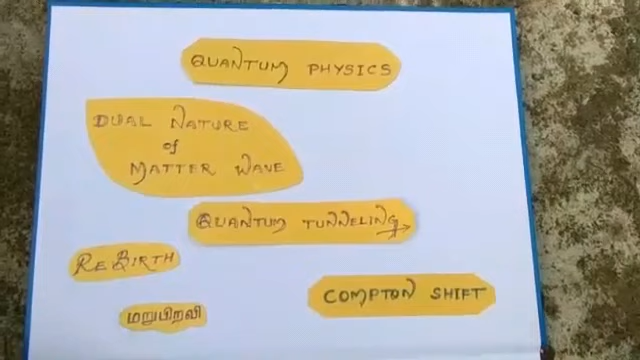 QUANTUM PHYSICS
DUAL NATURE
of
MATTER WAVE
QUANTUM TUNNELING
REBIRTH
COMPTON SHIFT
மறுபிறவி